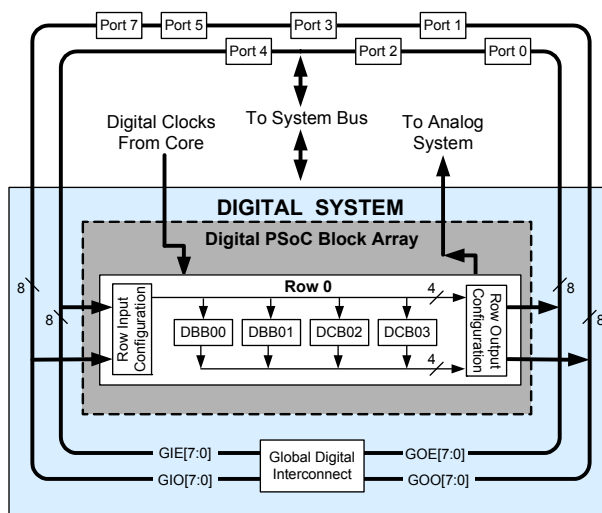 Port 7
Port 5
Port 3
Port 1
Port 4
Port 2
Port 0
Digital Clocks
From Core
To System Bus
To Analog
System
DIGITAL SYSTEM
Digital PSoC Block Array
Row 0
4
8
8
8
8
Row Input
Configuration
DBB00
DBB01
DCB02
DCB03
4
Row Output
Configuration
GIE[7:0]
GIO[7:0]
Global Digital
Interconnect
GOE[7:0]
GOO[7:0]